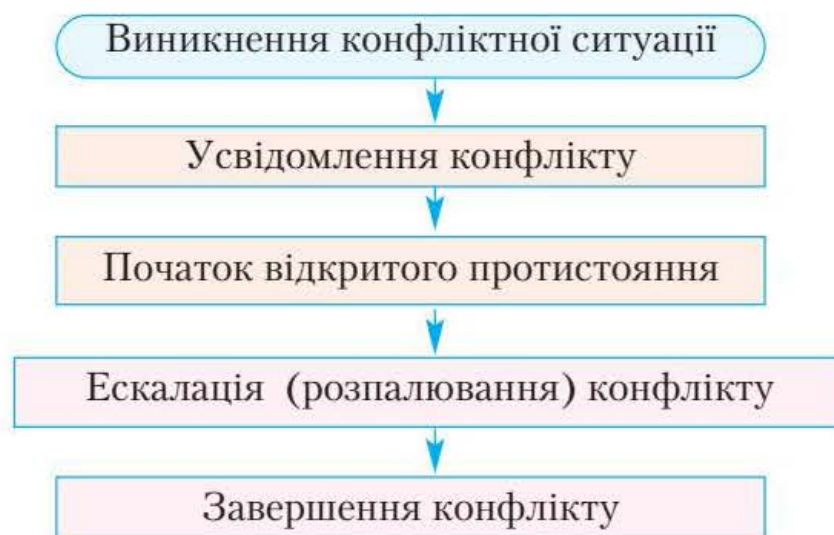 Виникнення конфліктної ситуації
Усвідомлення конфлікту
Початок відкритого протистояння
Ескалація (розпалювання) конфлікту
Завершення конфлікту